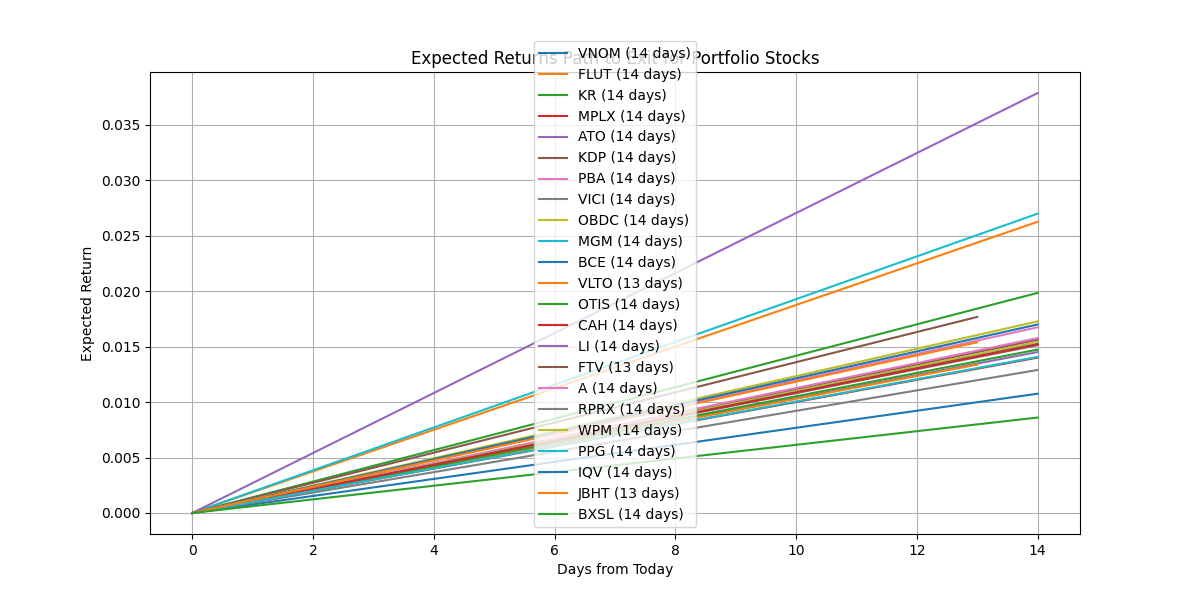 Expected Returns Path to Exit for Portfolio Stocks
VNOM (14 days)
FLUT (14 days)
KR (14 days)
MPLX (14 days)
ATO (14 days)
KDP (14 days)
PBA (14 days)
VICI (14 days)
OBDC (14 days)
MGM (14 days)
BCE (14 days)
VLTO (13 days)
OTIS (14 days)
CAH (14 days)
LI (14 days)
FTV (13 days)
A (14 days)
RPRX (14 days)
WPM (14 days)
PPG (14 days)
IQV (14 days)
JBHT (13 days)
BXSL (14 days)
Expected Return
0.035
0.030
0.025
0.020
0.015
0.010
0.005
0.000
0 2 4 6 8 10 12 14
Days from Today